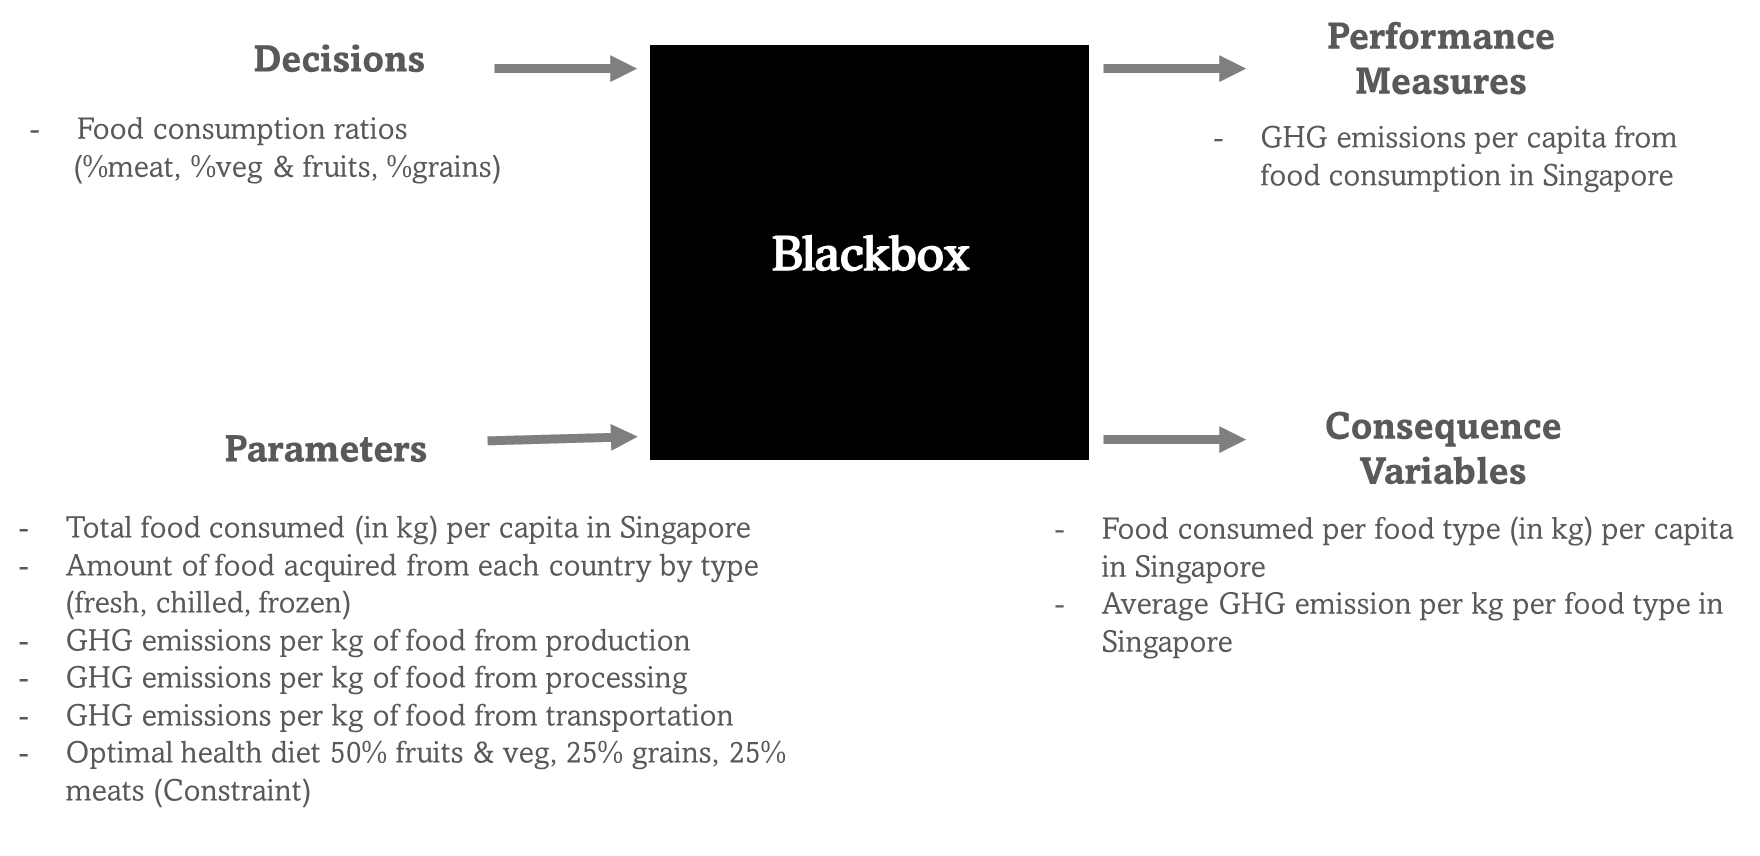 Decisions
- Food consumption ratios
(%meat, %veg & fruits, %grains)
Blackbox
Performance
Measures
- GHG emissions per capita from
food consumption in Singapore
Parameters
- Total food consumed (in kg) per capita in Singapore
- Amount of food acquired from each country by type
(fresh, chilled, frozen)
- GHG emissions per kg of food from production
- GHG emissions per kg of food from processing
- GHG emissions per kg of food from transportation
- Optimal health diet 50% fruits & veg, 25% grains, 25%
meats (Constraint)
Consequence
Variables
- Food consumed per food type (in kg) per capita
in Singapore
- Average GHG emission per kg per food type in
Singapore